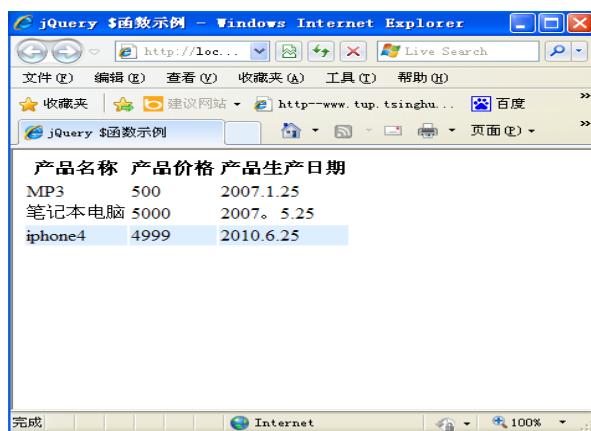 jQuery $函数示例 - Windows Internet Explorer
http://loc... Live Search
文件(F) 编辑(E) 查看(V) 收藏夹(A) 工具(T) 帮助(H)
收藏夹 建议网站 http--www.tup.tsinghu... 百度 »
jQuery $函数示例 页面(P) »
产品名称 产品价格 产品生产日期
MP3 500 2007.1.25
笔记本电脑 5000 2007。5.25
iphone4 4999 2010.6.25
完成 Internet 100%